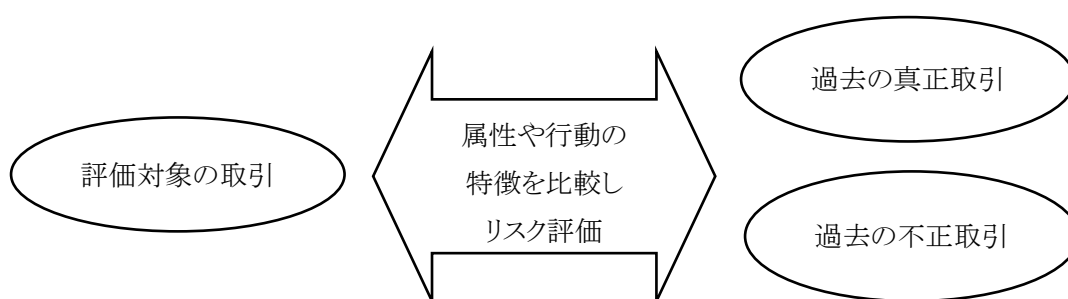 評価対象の取引
属性や行動の
特徴を比較し
リスク評価
過去の真正取引
過去の不正取引